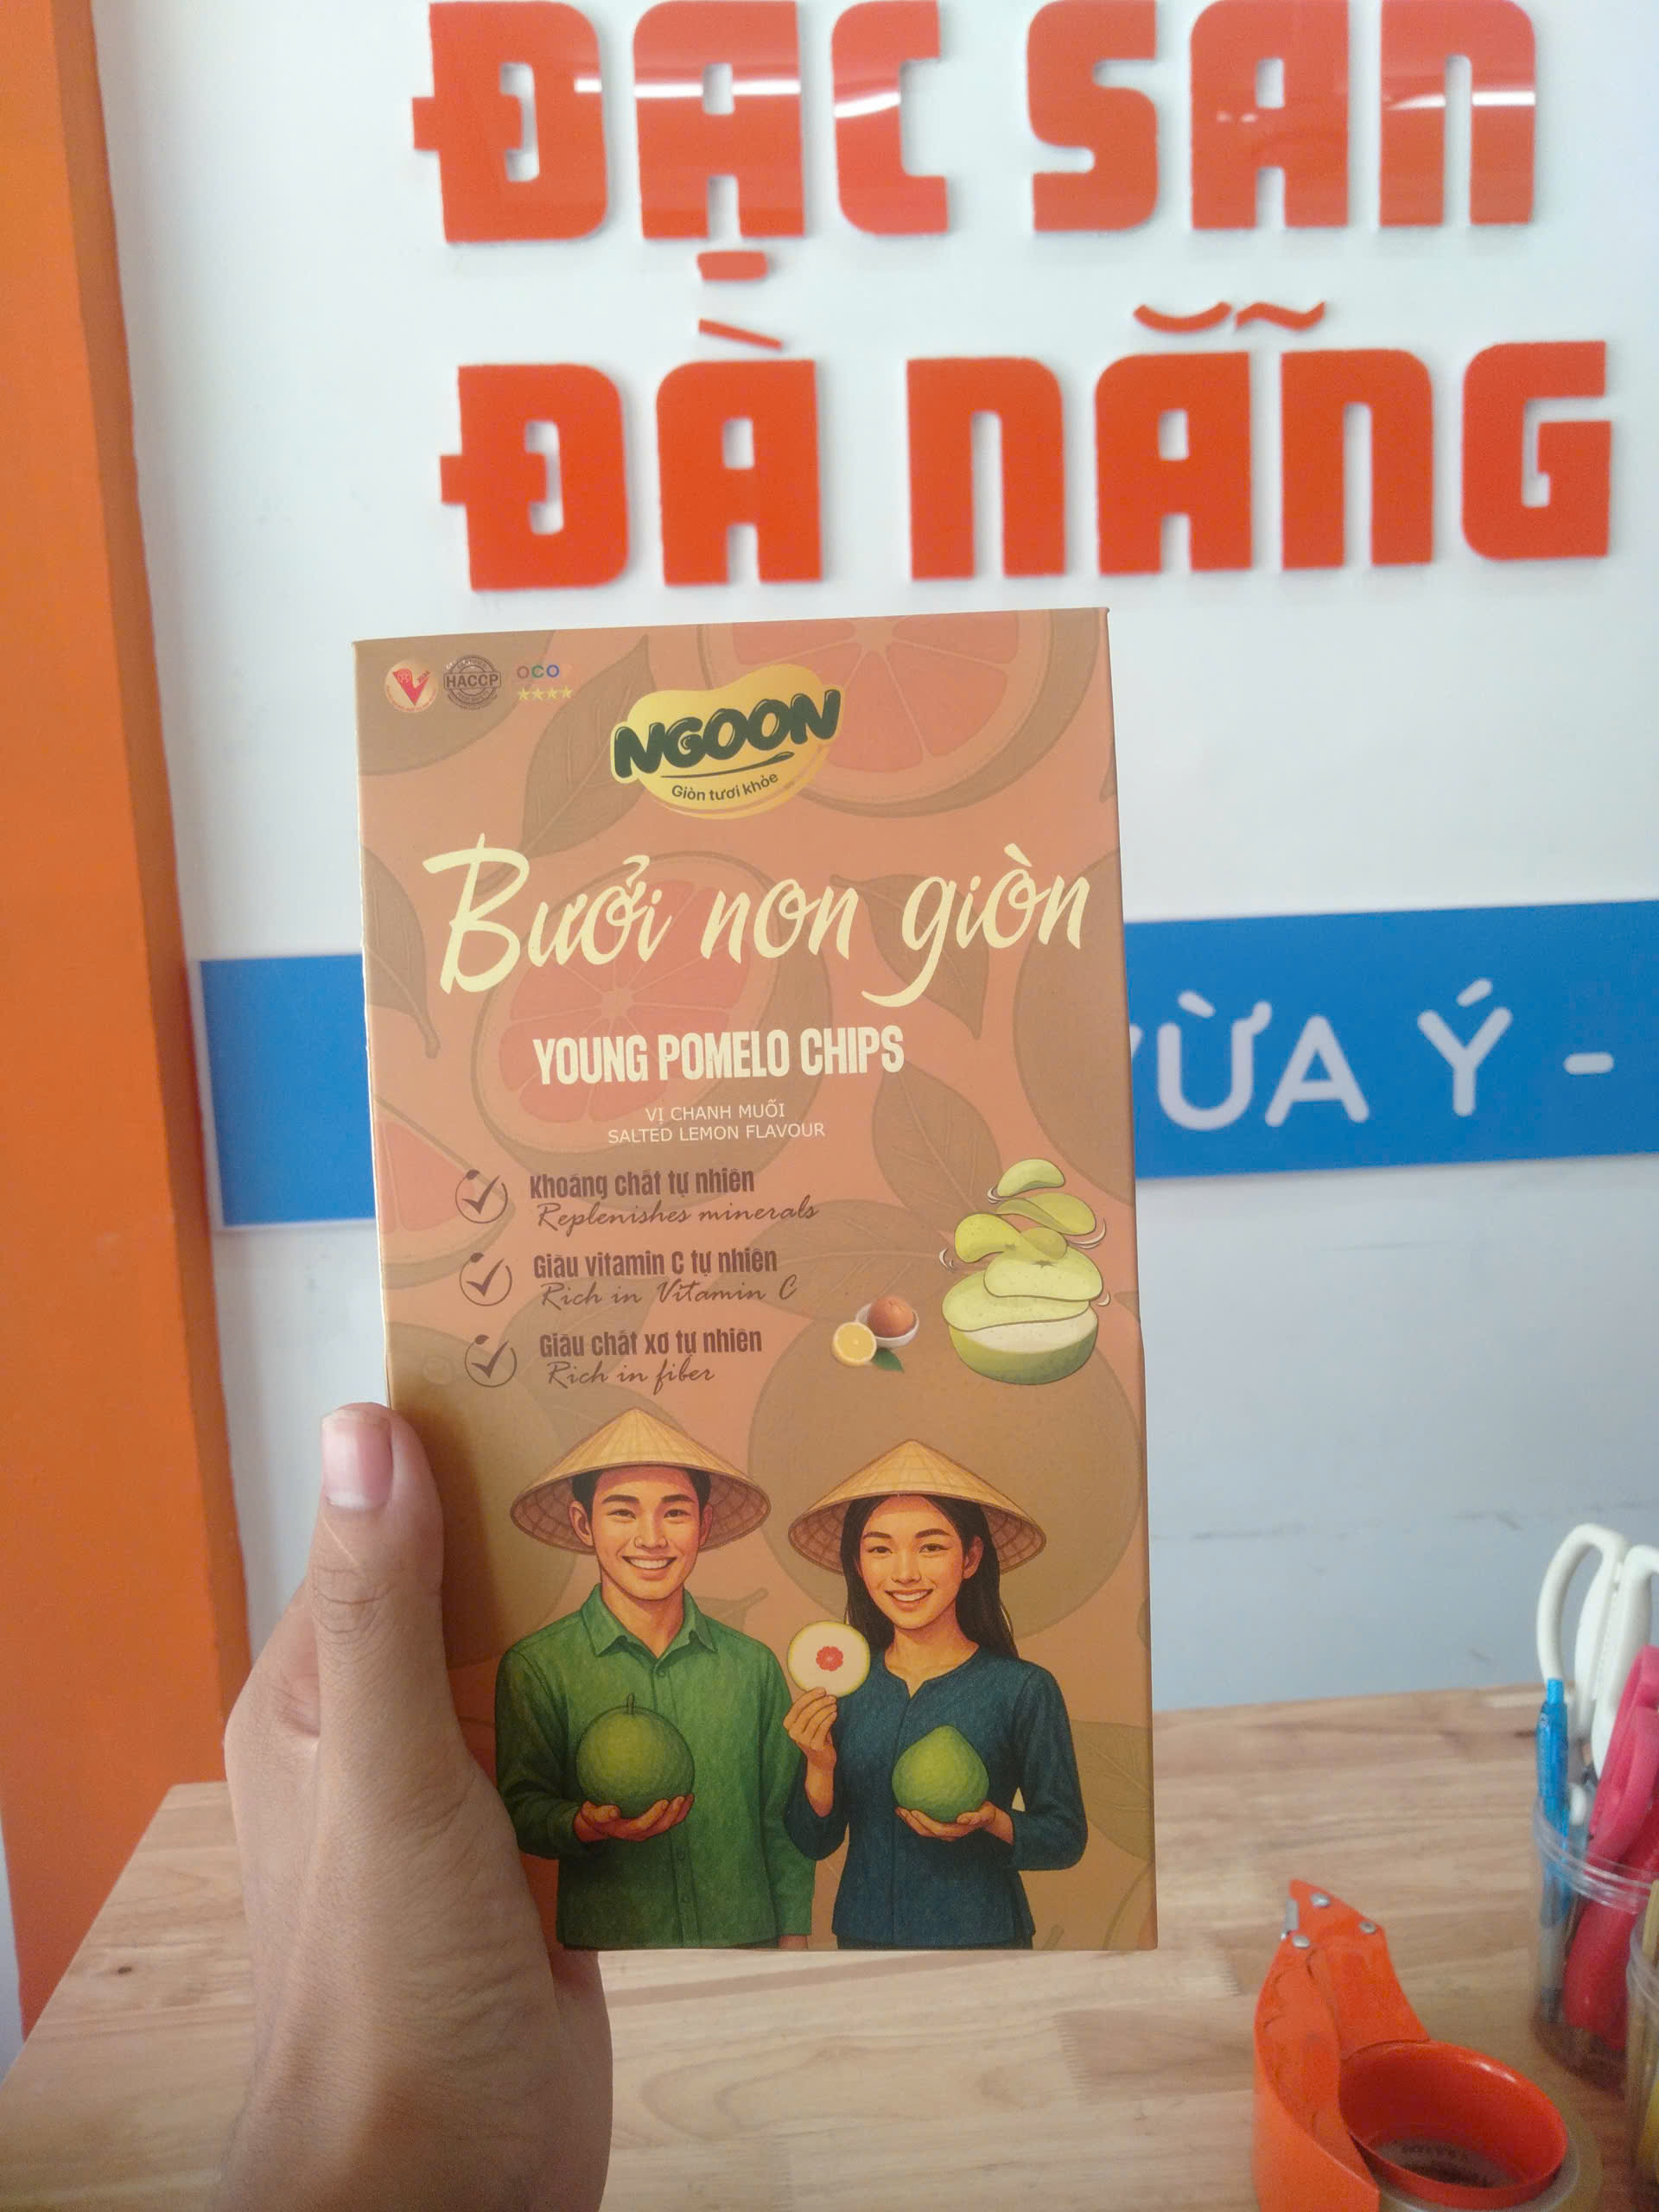 ĐẶC SẢN
ĐÀ NẴNG
VỪA Ý -
HACCP
OCO
NGOON
Giòn tươi khỏe
Bưởi non giòn
YOUNG POMELO CHIPS
VỊ CHANH MUỐI
SALTED LEMON FLAVOUR
Khoáng chất tự nhiên
Replenishes minerals
Giàu vitamin C tự nhiên
Rich in Vitamin C
Giàu chất xơ tự nhiên
Rich in fiber